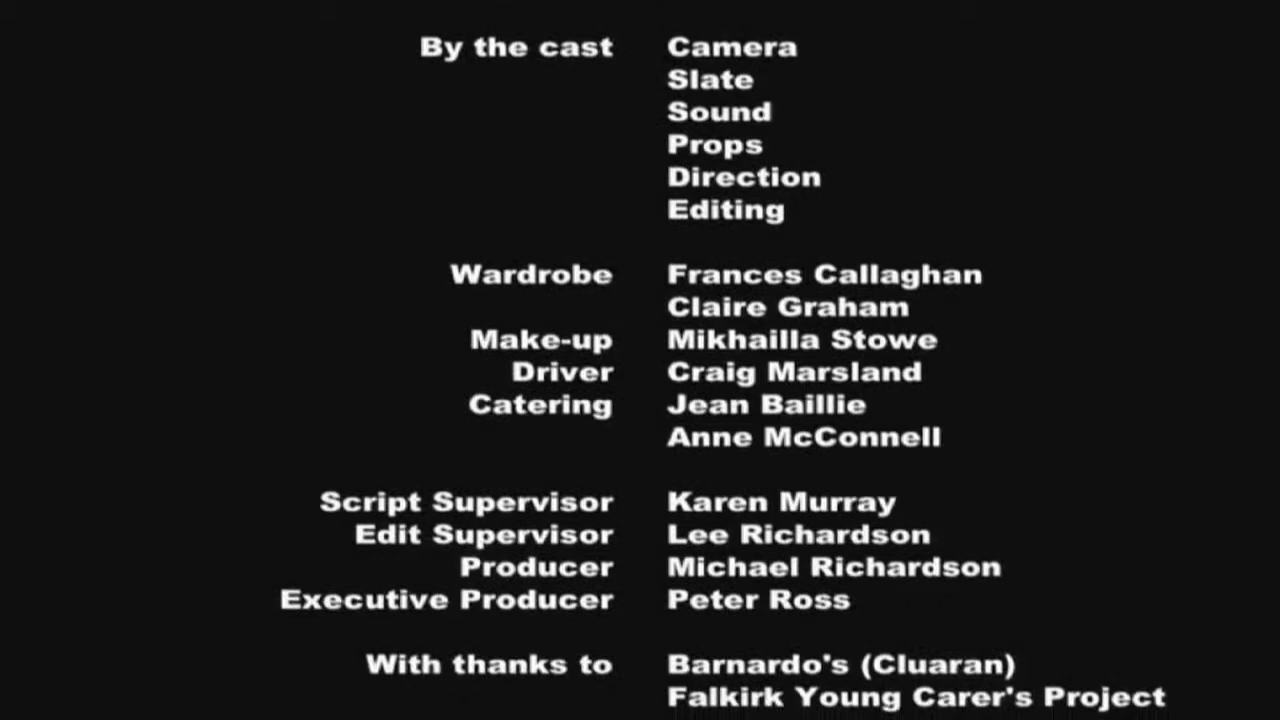 By the cast Camera
Slate
Sound
Props
Direction
Editing
Wardrobe Frances Callaghan
Claire Graham
Make-up Mikhailla Stowe
Driver Craig Marsland
Catering Jean Baillie
Anne McConnell
Script Supervisor Karen Murray
Edit Supervisor Lee Richardson
Producer Michael Richardson
Executive Producer Peter Ross
With thanks to Barnardo's (Cluaran)
Falkirk Young Carer's Project